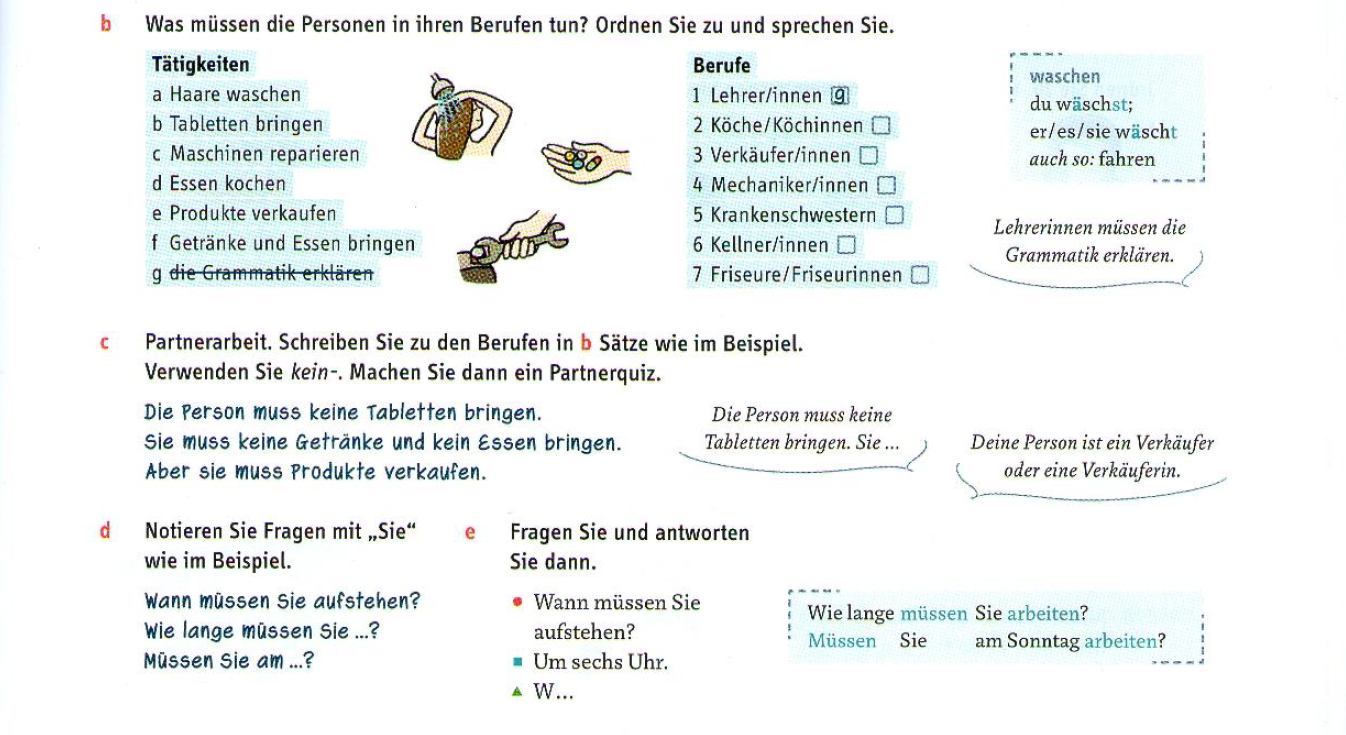 b Was müssen die Personen in ihren Berufen tun? Ordnen Sie zu und sprechen Sie.
Tätigkeiten
a Haare waschen
b Tabletten bringen
c Maschinen reparieren
d Essen kochen
e Produkte verkaufen
f Getränke und Essen bringen
g die Grammatik erklären
Berufe
1 Lehrer/innen g
2 Köche/Köchinnen
3 Verkäufer/innen
4 Mechaniker/innen
5 Krankenschwestern
6 Kellner/innen
7 Friseure/Friseurinnen
waschen
du wäschst;
er/es/sie wäscht
auch so: fahren
Lehrerinnen müssen die
Grammatik erklären.
c Partnerarbeit. Schreiben Sie zu den Berufen in b Sätze wie im Beispiel.
Verwenden Sie kein-. Machen Sie dann ein Partnerquiz.
Die Person muss keine Tabletten bringen.
Sie muss keine Getränke und kein Essen bringen.
Aber sie muss Produkte verkaufen.
Die Person muss keine
Tabletten bringen. Sie ...
Deine Person ist ein Verkäufer
oder eine Verkäuferin.
d Notieren Sie Fragen mit „Sie“
wie im Beispiel.
Wann müssen Sie aufstehen?
Wie lange müssen Sie ...?
Müssen Sie am ...?
e Fragen Sie und antworten
Sie dann.
Wann müssen Sie
aufstehen?
Um sechs Uhr.
W...
Wie lange müssen Sie arbeiten?
Müssen Sie am Sonntag arbeiten?